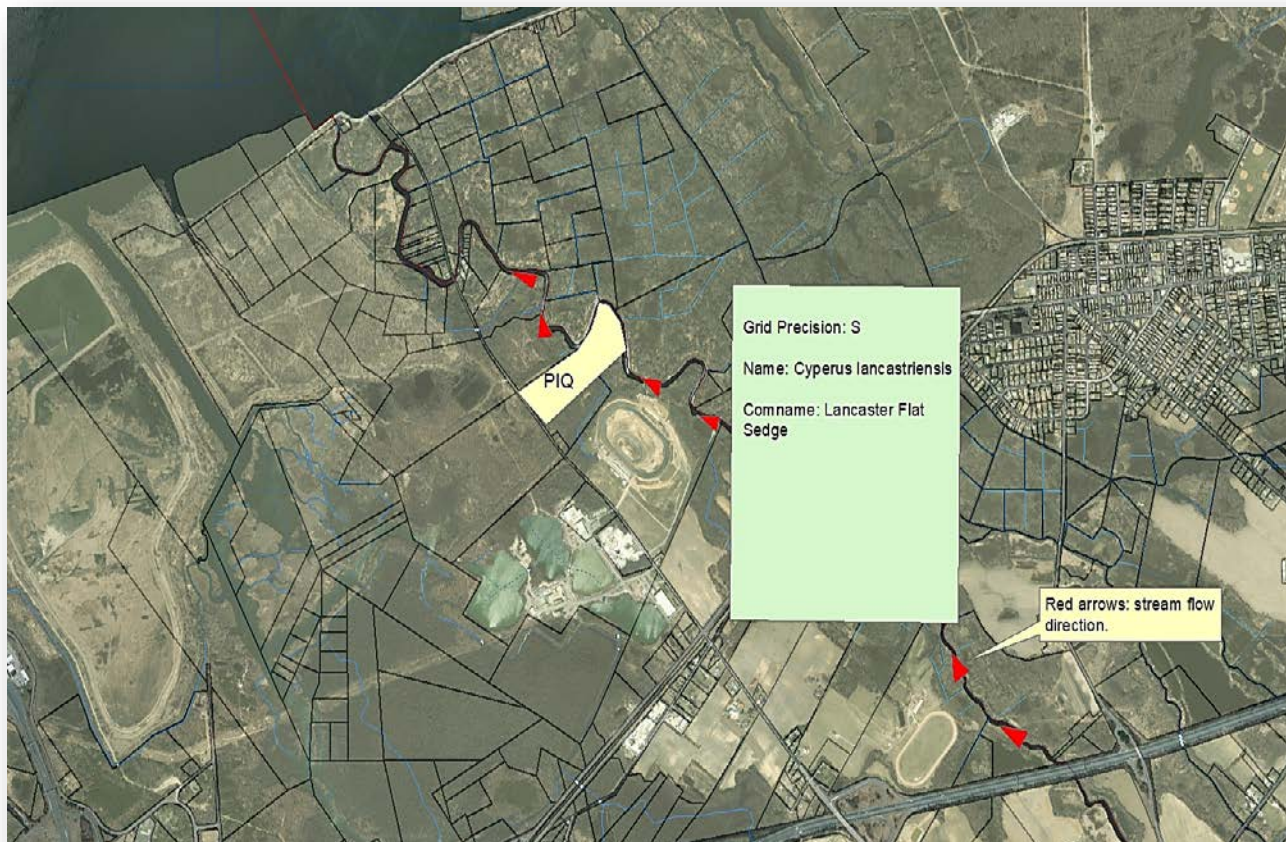 Grid Precision: S
Name: Cyperus lancastriensis
Comname: Lancaster Flat
Sedge
PIQ
Red arrows: stream flow
direction.